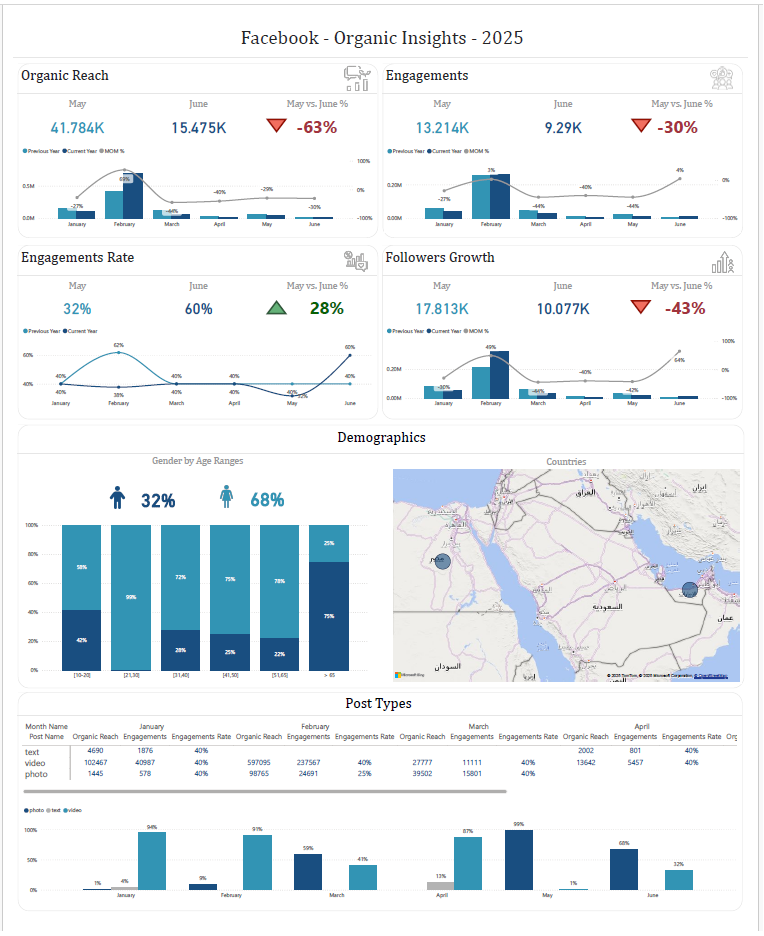 Facebook - Organic Insights - 2025
Organic Reach
May June May vs. June %
41.784K 15.475K -63%
Previous Year Current Year MOM %
100%
0.5M 0%
0.0M -100%
-27% 69% -44% -40% -29% -30%
January February March April May June
Engagements
May June May vs. June %
13.214K 9.29K -30%
Previous Year Current Year MOM %
0.20M 0%
0.00M -100%
-27% 3% -44% -40% -44% 4%
January February March April May June
Engagements Rate
May June May vs. June %
32% 60% 28%
Previous Year Current Year
60%
40%
40% 62% 40% 40% 40% 60%
40% 38% 40% 40% 40%
January February March April May June
Followers Growth
May June May vs. June %
17.813K 10.077K -43%
Previous Year Current Year MOM %
100%
0.20M 0%
0.00M -100%
49% -40% -42% 64%
January February March April May June
Demographics
Gender by Age Ranges
32% 68%
100%
80%
60%
40%
20%
0%
58% 99% 72% 75% 78% 25%
42% 28% 25% 22% 75%
[10-20] [21,30] [31,40] [41,50] [51,65] > 65
Countries
العراق
ايران
مصر
السعوديه
عمان
السودان
Microsoft Bing
© 2025 TomTom, © 2025 Microsoft Corporation, © OpenStreetMap
Post Types
Month Name January February March April
Post Name Organic Reach Engagements Engagements Rate Organic Reach Engagements Engagements Rate Organic Reach Engagements Engagements Rate Organic Reach Engagements Engagements Rate Org
text 4690 1876 40% 2002 801 40%
video 102467 40987 40% 597095 237567 40% 27777 11111 40% 13642 5457 40%
photo 1445 578 40% 98765 24691 25% 39502 15801 40%
photo text video
100%
50%
0%
1% 4% 94% 9% 91% 59% 41% 13% 87% 99% 1% 68% 32%
January February March April May June